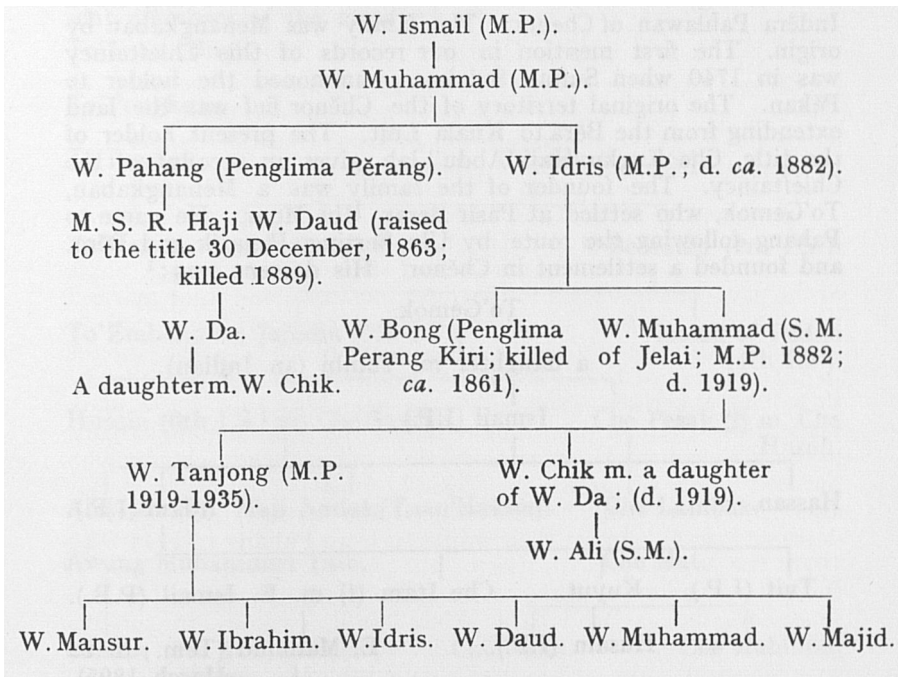 W. Ismail (M.P.).
W. Muhammad (M.P.).
W. Pahang (Penglima Pĕrang).
W. Idris (M.P.; d. ca. 1882).
M. S. R. Haji W. Daud (raised
to the title 30 December, 1863;
killed 1889).
W. Da.
A daughter m. W. Chik.
W. Bong (Penglima
Perang Kiri; killed
ca. 1861).
W. Muhammad (S.M.
of Jelai; M.P. 1882;
d. 1919).
W. Tanjong (M.P.
1919-1935).
W. Chik m. a daughter
of W. Da; (d. 1919).
W. Ali (S.M.).
W. Mansur. W. Ibrahim. W. Idris. W. Daud. W. Muhammad. W. Majid.